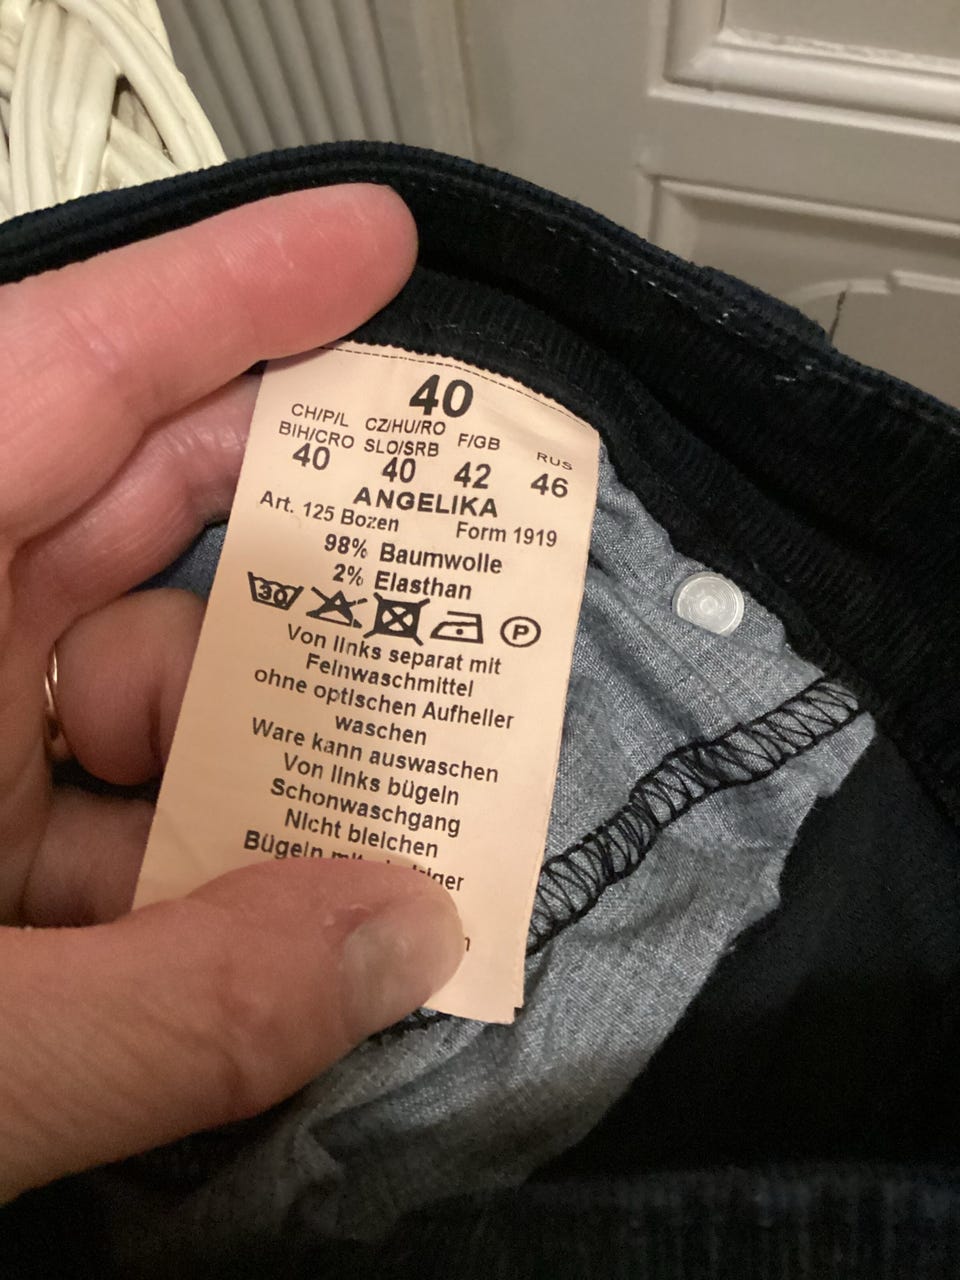 40
CH/P/L CZ/HU/RO F/GB RUS
BIH/CRO SLO/SRB
40 40 42 46
ANGELIKA
Art. 125 Bozen Form 1919
98% Baumwolle
2% Elasthan
30 P
Von links separat mit
Feinwaschmittel
ohne optischen Aufheller
waschen
Ware kann auswaschen
Von links bügeln
Schonwaschgang
Nicht bleichen
Bügeln